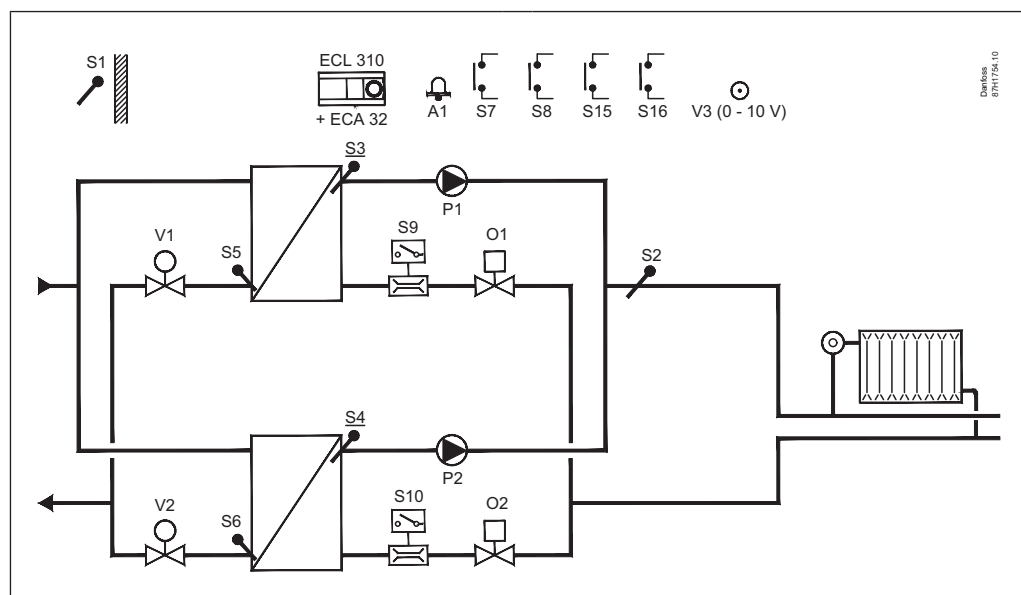 S1
ECL 310
+ ECA 32
A1
S7
S8
S15
S16
V3 (0 - 10 V)
Danfoss
87H1754.10
S3
P1
V1
S5
S9
O1
S2
S4
P2
V2
S6
S10
O2